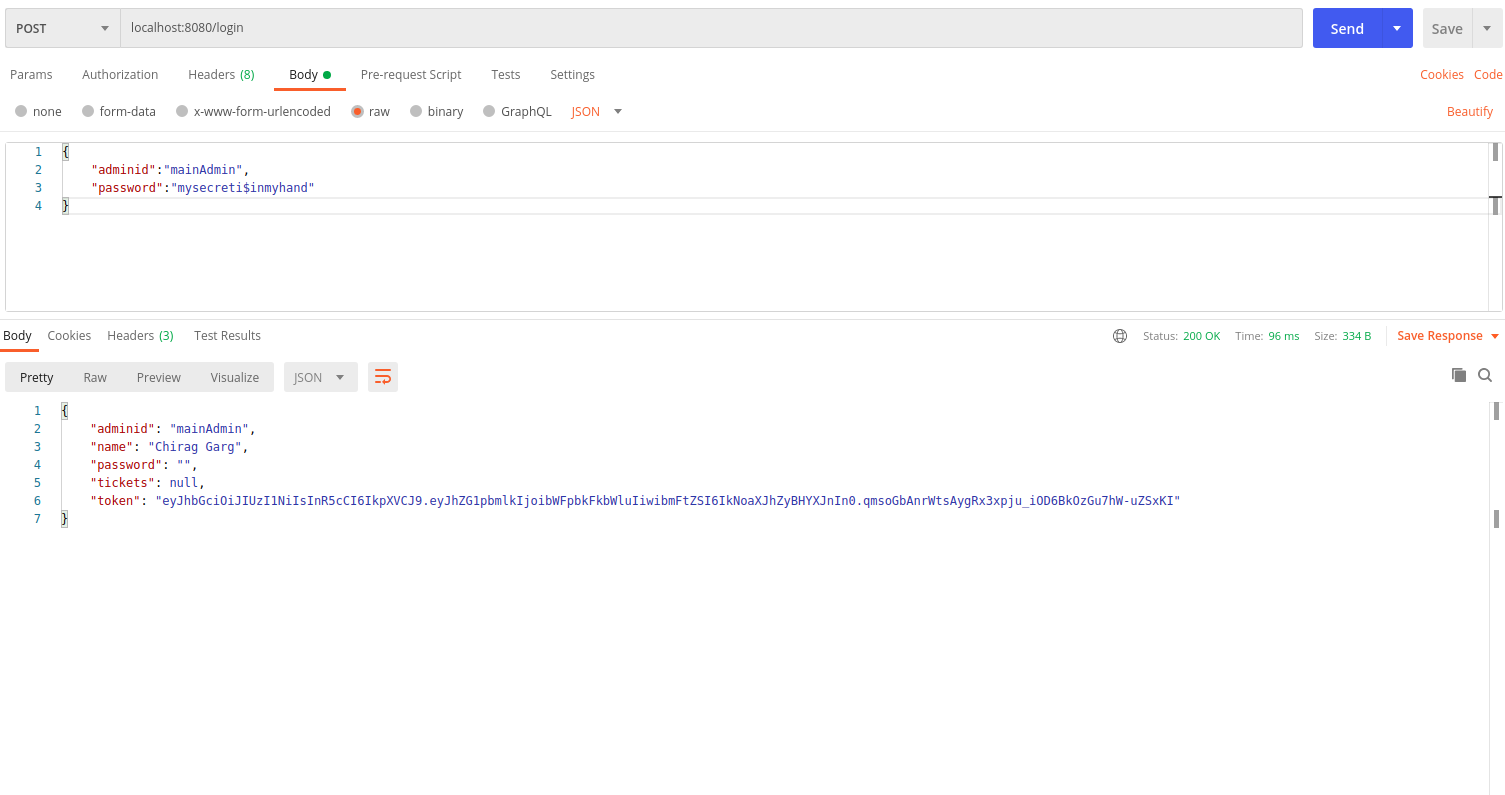 POST localhost:8080/login Send Save
Params Authorization Headers (8) Body Pre-request Script Tests Settings Cookies Code
none form-data x-www-form-urlencoded raw binary GraphQL JSON Beautify
1 {
2 "adminid":"mainAdmin",
3 "password":"mysecreti$inmyhand"
4 }
Body Cookies Headers (3) Test Results Status: 200 OK Time: 96 ms Size: 334 B Save Response
Pretty Raw Preview Visualize JSON
1 {
2 "adminid": "mainAdmin",
3 "name": "Chirag Garg",
4 "password": "",
5 "tickets": null,
6 "token": "eyJhbGciOiJIUzI1NiIsInR5cCI6IkpXVCJ9.eyJhZG1pbmlkIjoibWFpbkFkbWluIiwibmFtZSI6IkNoaXJhZyBHYXJnIn0.qmsoGbAnrWtsAygRx3xpju_iOD6BkOzGu7hW-uZSxKI"
7 }